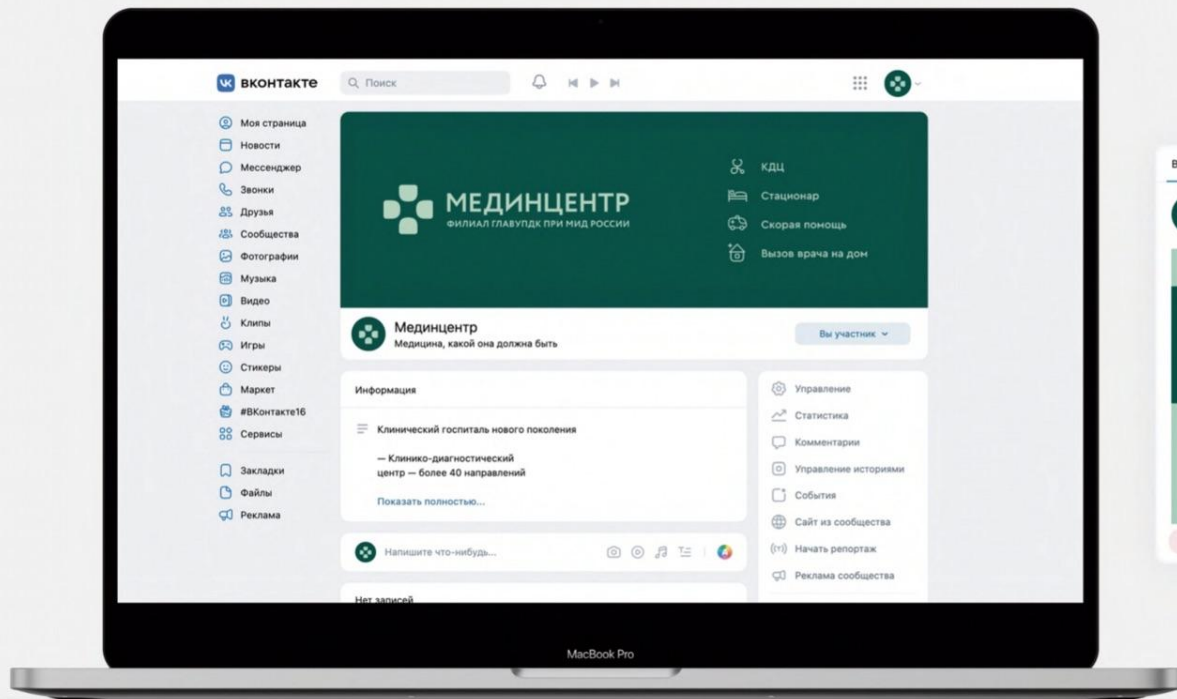 ВКОНТАКТЕ
Поиск
Моя страница
Новости
Мессенджер
Звонки
Друзья
Сообщества
Фотографии
Музыка
Видео
Клипы
Игры
Стикеры
Маркет
#ВКонтакте16
Сервисы
Закладки
Файлы
Реклама
МЕДИНЦЕНТР
ФИЛИАЛ ГЛАВУПДК ПРИ МИД РОССИИ
КДЦ
Стационар
Скорая помощь
Вызов врача на дом
Мединцентр
Медицина, какой она должна быть
Вы участник
Информация
Клинический госпиталь нового поколения
— Клинико-диагностический
центр — более 40 направлений
Показать полностью...
Напишите что-нибудь...
Нет записей
Управление
Статистика
Комментарии
Управление историями
События
Сайт из сообщества
Начать репортаж
Реклама сообщества
MacBook Pro